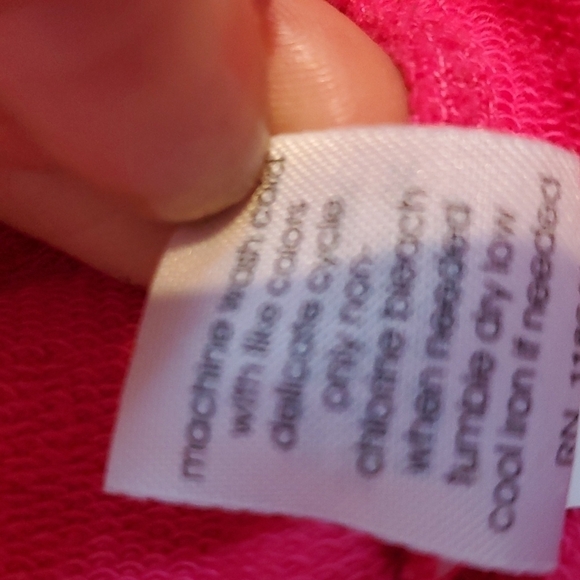 machine wash cold
with like colors
delicate cycle
only non-
chlorine bleach
when needed
tumble dry low
cool iron if needed
RN